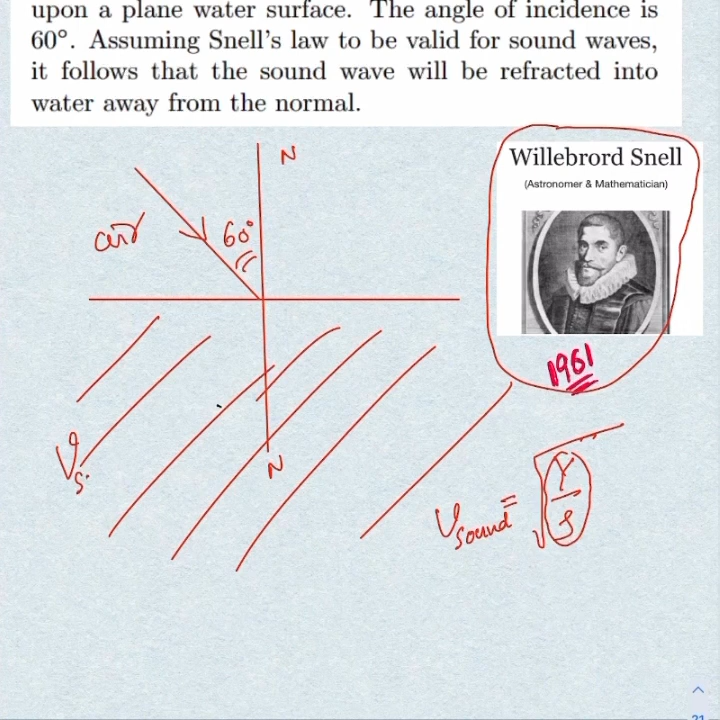 upon a plane water surface. The angle of incidence is
60°. Assuming Snell's law to be valid for sound waves,
it follows that the sound wave will be refracted into
water away from the normal.
N
Willebrord Snell
(Astronomer & Mathematician)
air
60°
1961
N
Vs.
Vsound = √Y/ρ
21